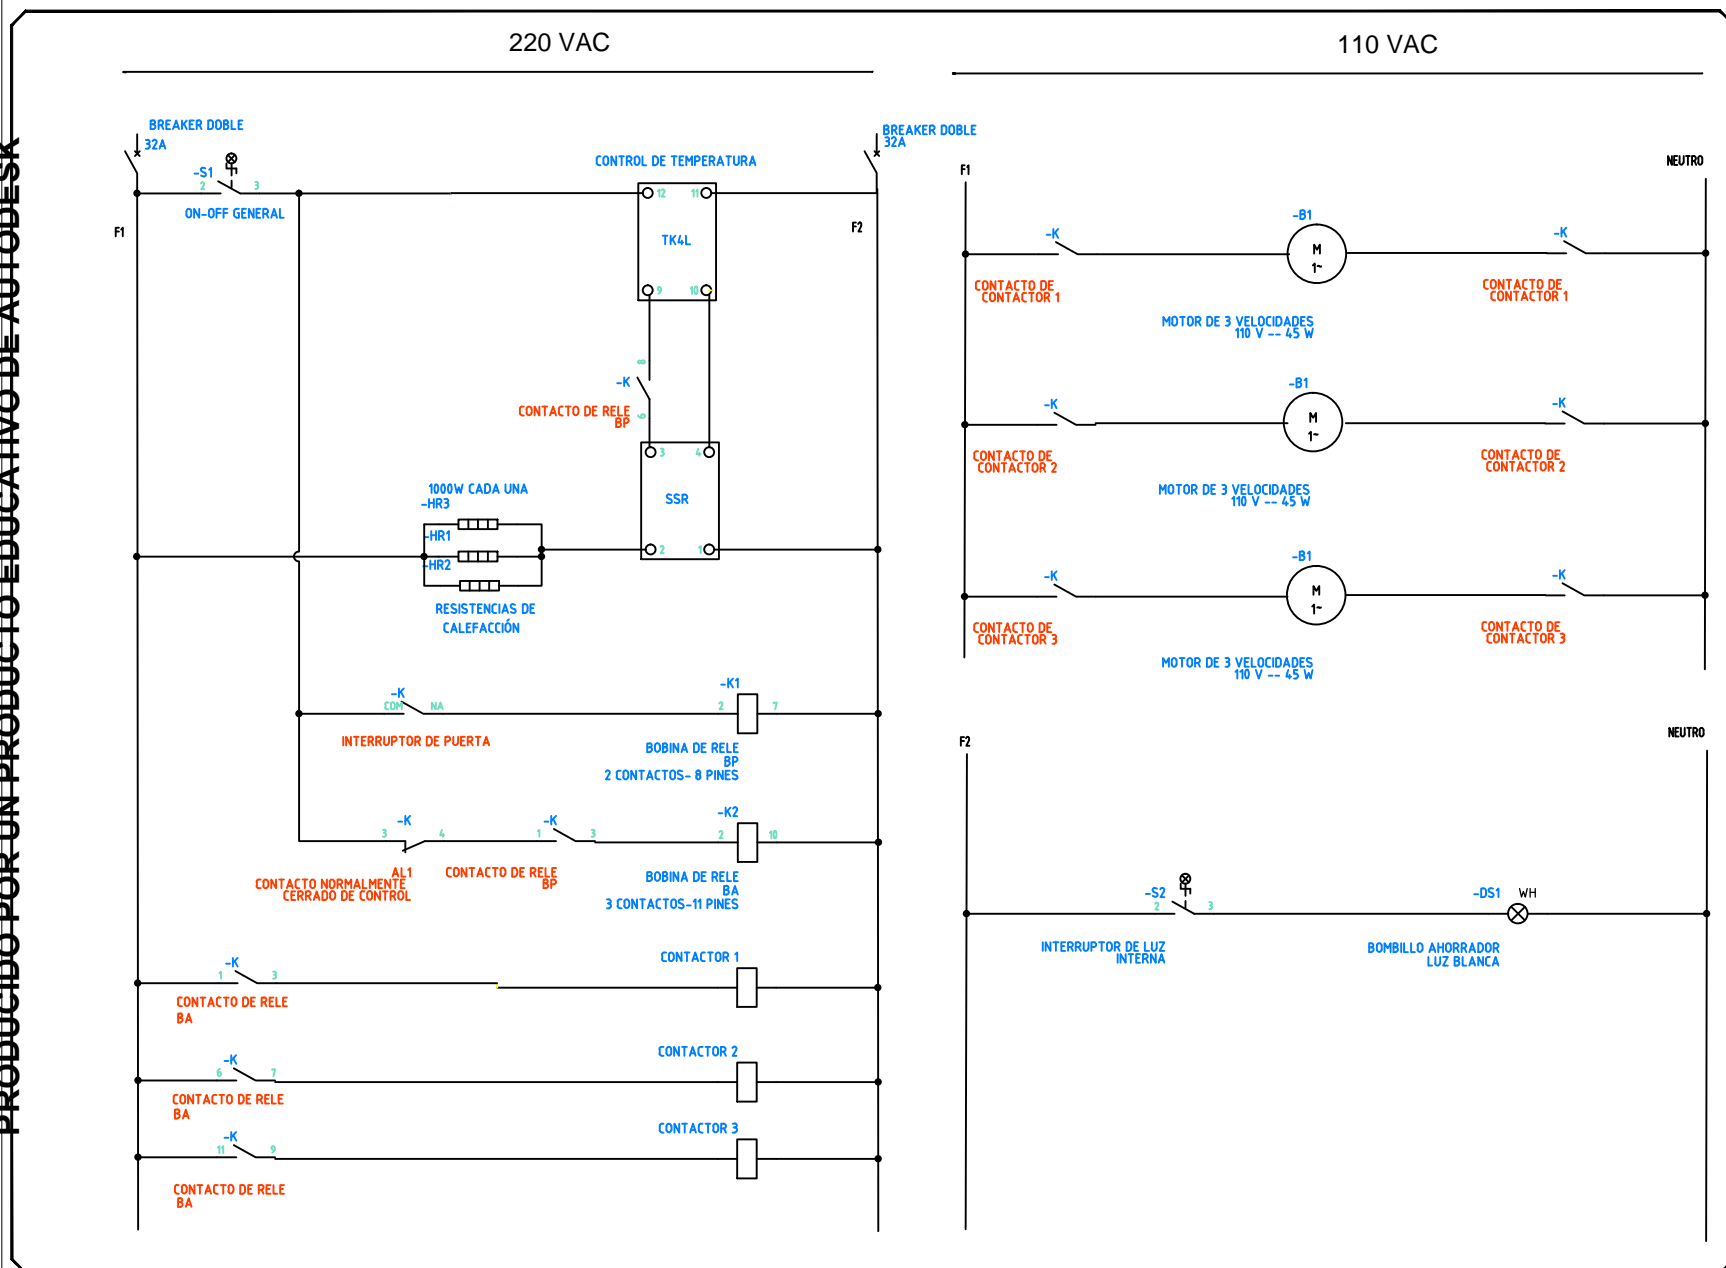 220 VAC
110 VAC
PRODUCIDO POR UN PRODUCTO EDUCATIVO DE AUTODESK
BREAKER DOBLE
32A
-S1
2
3
ON-OFF GENERAL
F1
CONTROL DE TEMPERATURA
12
11
TK4L
9
10
BREAKER DOBLE
32A
F2
8
-K
CONTACTO DE RELE
BP
6
3
4
SSR
2
1
1000W CADA UNA
-HR3
-HR1
-HR2
RESISTENCIAS DE
CALEFACCIÓN
-K
COM
NA
INTERRUPTOR DE PUERTA
-K1
2
7
BOBINA DE RELE
BP
2 CONTACTOS- 8 PINES
-K
3
4
AL1
CONTACTO NORMALMENTE
CERRADO DE CONTROL
-K
1
3
CONTACTO DE RELE
BP
-K2
2
10
BOBINA DE RELE
BA
3 CONTACTOS-11 PINES
-K
1
3
CONTACTO DE RELE
BA
CONTACTOR 1
-K
6
7
CONTACTO DE RELE
BA
CONTACTOR 2
-K
11
9
CONTACTO DE RELE
BA
CONTACTOR 3
F1
NEUTRO
-K
CONTACTO DE
CONTACTOR 1
-B1
M
1~
MOTOR DE 3 VELOCIDADES
110 V -- 45 W
-K
CONTACTO DE
CONTACTOR 1
-K
CONTACTO DE
CONTACTOR 2
-B1
M
1~
MOTOR DE 3 VELOCIDADES
110 V -- 45 W
-K
CONTACTO DE
CONTACTOR 2
-K
CONTACTO DE
CONTACTOR 3
-B1
M
1~
MOTOR DE 3 VELOCIDADES
110 V -- 45 W
-K
CONTACTO DE
CONTACTOR 3
F2
NEUTRO
-S2
2
3
INTERRUPTOR DE LUZ
INTERNA
-DS1 WH
BOMBILLO AHORRADOR
LUZ BLANCA